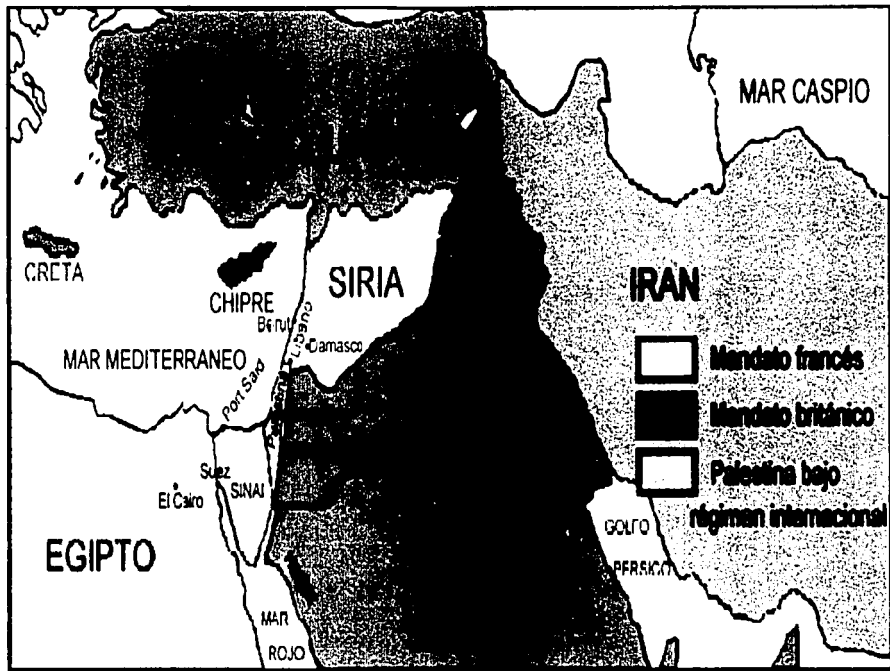 MAR CASPIO
CRETA
CHIPRE
SIRIA
IRAN
Beirut
Damasco
MAR MEDITERRANEO
Port Said
Mandato francés
Mandato británico
Palestina bajo
régimen internacional
Suez
SINAI
El Cairo
EGIPTO
GOLFO
PERSICO
MAR
ROJO